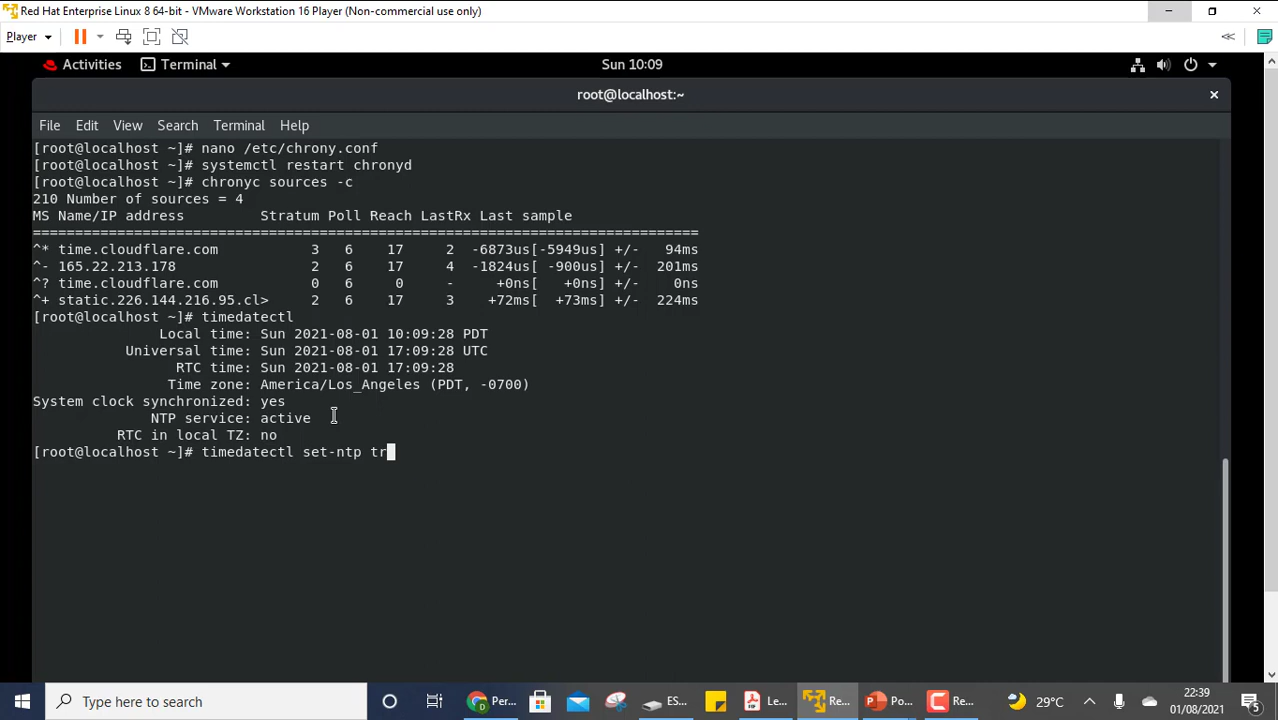 Red Hat Enterprise Linux 8 64-bit - VMware Workstation 16 Player (Non-commercial use only)
Player
Activities Terminal Sun 10:09
root@localhost:~
File Edit View Search Terminal Help
[root@localhost ~]# nano /etc/chrony.conf
[root@localhost ~]# systemctl restart chronyd
[root@localhost ~]# chronyc sources -c
210 Number of sources = 4
MS Name/IP address Stratum Poll Reach LastRx Last sample
===============================================================================
^* time.cloudflare.com 3 6 17 2 -6873us[-5949us] +/- 94ms
^- 165.22.213.178 2 6 17 4 -1824us[ -900us] +/- 201ms
^? time.cloudflare.com 0 6 0 - +0ns[ +0ns] +/- 0ns
^+ static.226.144.216.95.cl> 2 6 17 3 +72ms[ +73ms] +/- 224ms
[root@localhost ~]# timedatectl
Local time: Sun 2021-08-01 10:09:28 PDT
Universal time: Sun 2021-08-01 17:09:28 UTC
RTC time: Sun 2021-08-01 17:09:28
Time zone: America/Los_Angeles (PDT, -0700)
System clock synchronized: yes
NTP service: active
RTC in local TZ: no
[root@localhost ~]# timedatectl set-ntp tr
Type here to search Per... ES... Le... Re... Po... Re... 29°C 22:39
01/08/2021 5